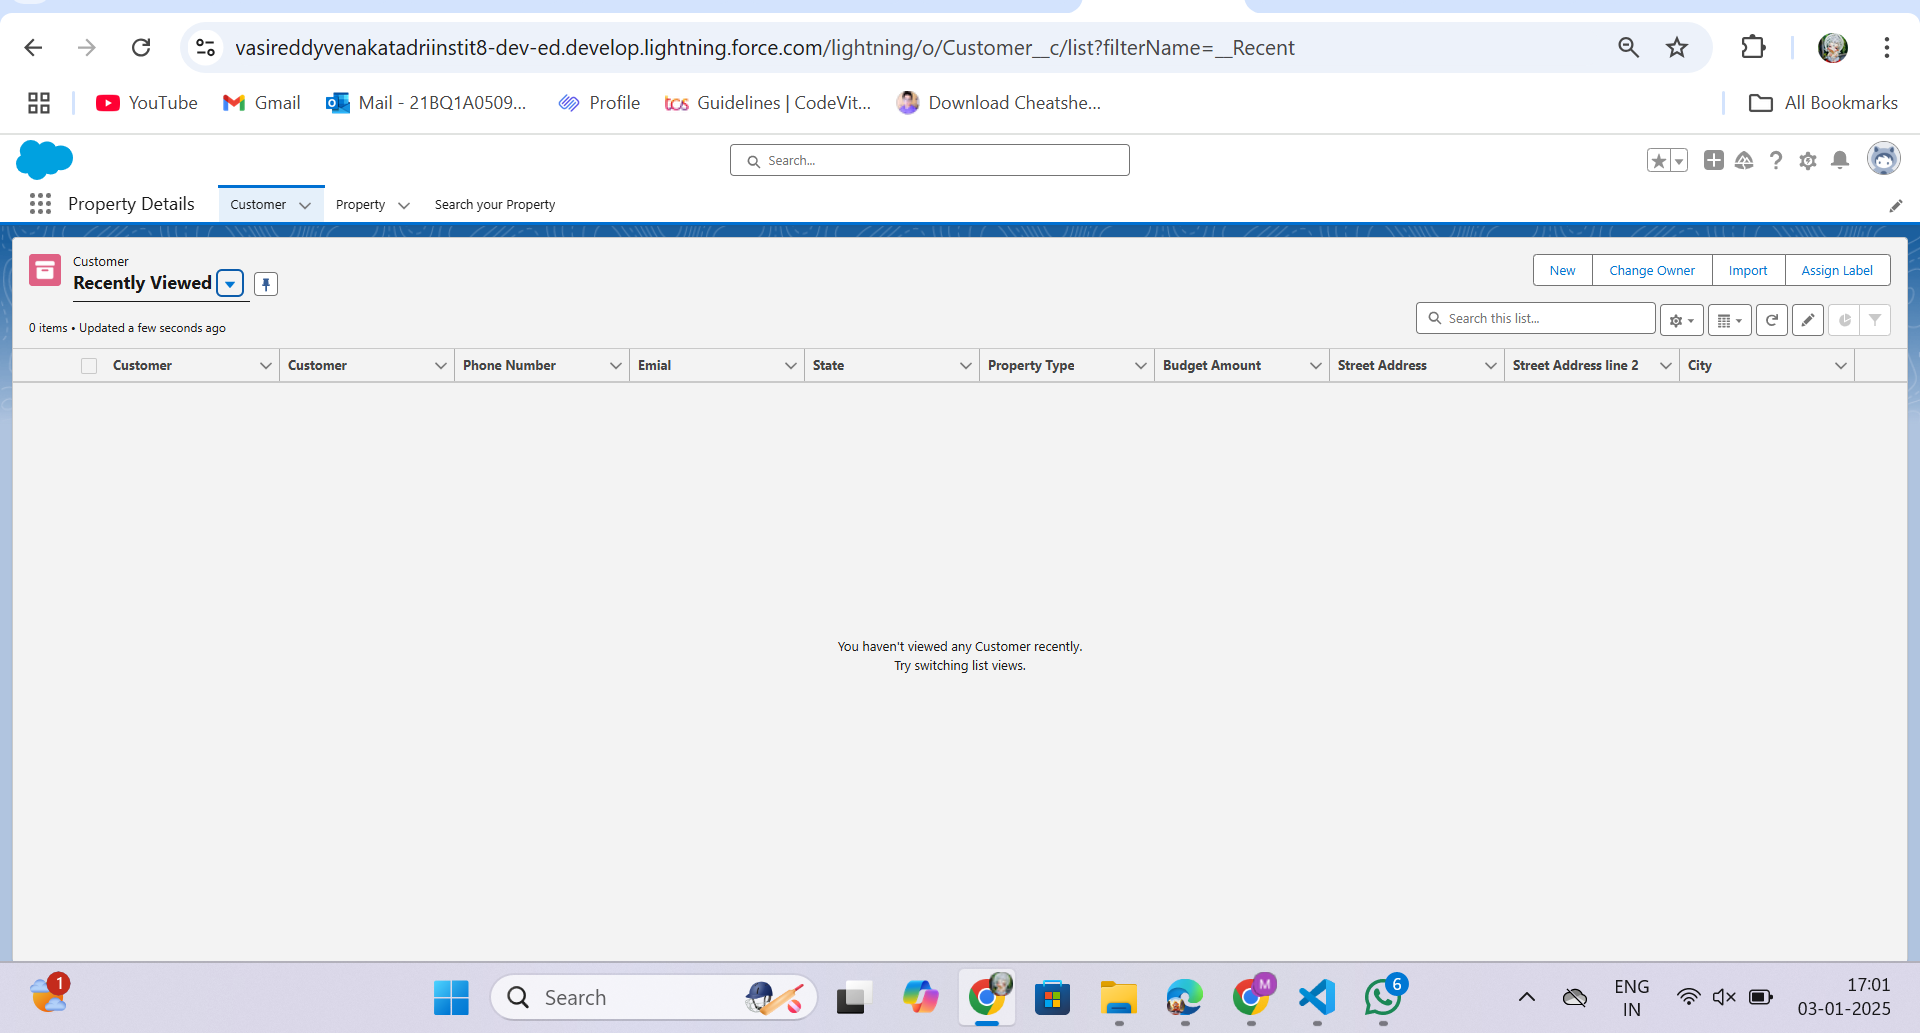 vasireddyvenakatadriinstit8-dev-ed.develop.lightning.force.com/lightning/o/Customer__c/list?filterName=__Recent
YouTube Gmail Mail - 21BQ1A0509... Profile tcs Guidelines | CodeVit... Download Cheatshe... All Bookmarks
Search...
Property Details Customer Property Search your Property
Customer
Recently Viewed
New Change Owner Import Assign Label
0 items • Updated a few seconds ago
Search this list...
Customer Customer Phone Number Emial State Property Type Budget Amount Street Address Street Address line 2 City
You haven't viewed any Customer recently.
Try switching list views.
1
Search
M
6
ENG
IN
17:01
03-01-2025